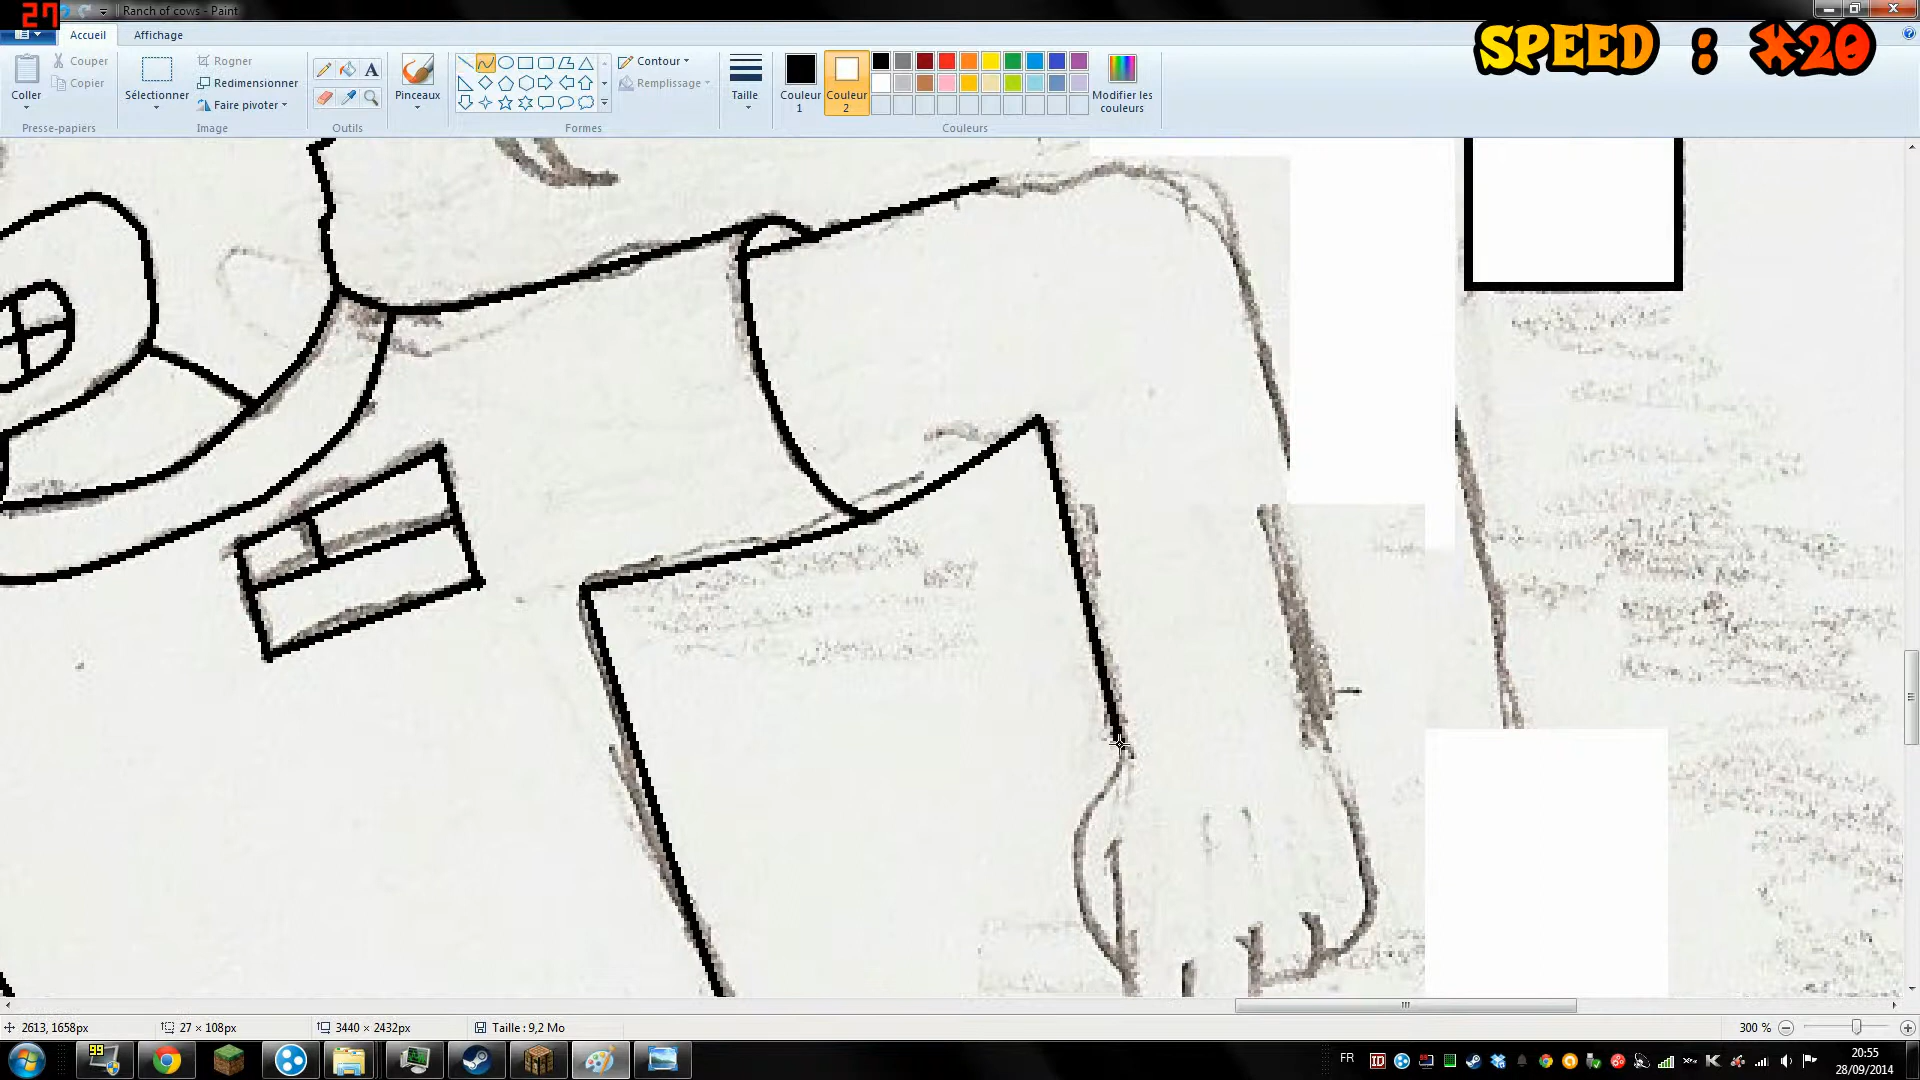 27
Ranch of cows - Paint
SPEED : *20
Accueil
Affichage
Coller
Couper
Copier
Presse-papiers
Sélectionner
Rogner
Redimensionner
Faire pivoter
Image
A
Outils
Pinceaux
Contour
Remplissage
Formes
Taille
Couleur 1
Couleur 2
Modifier les couleurs
Couleurs
2613, 1658px
27 × 108px
3440 × 2432px
Taille : 9,2 Mo
300 %
99
FR
20:55
28/09/2014